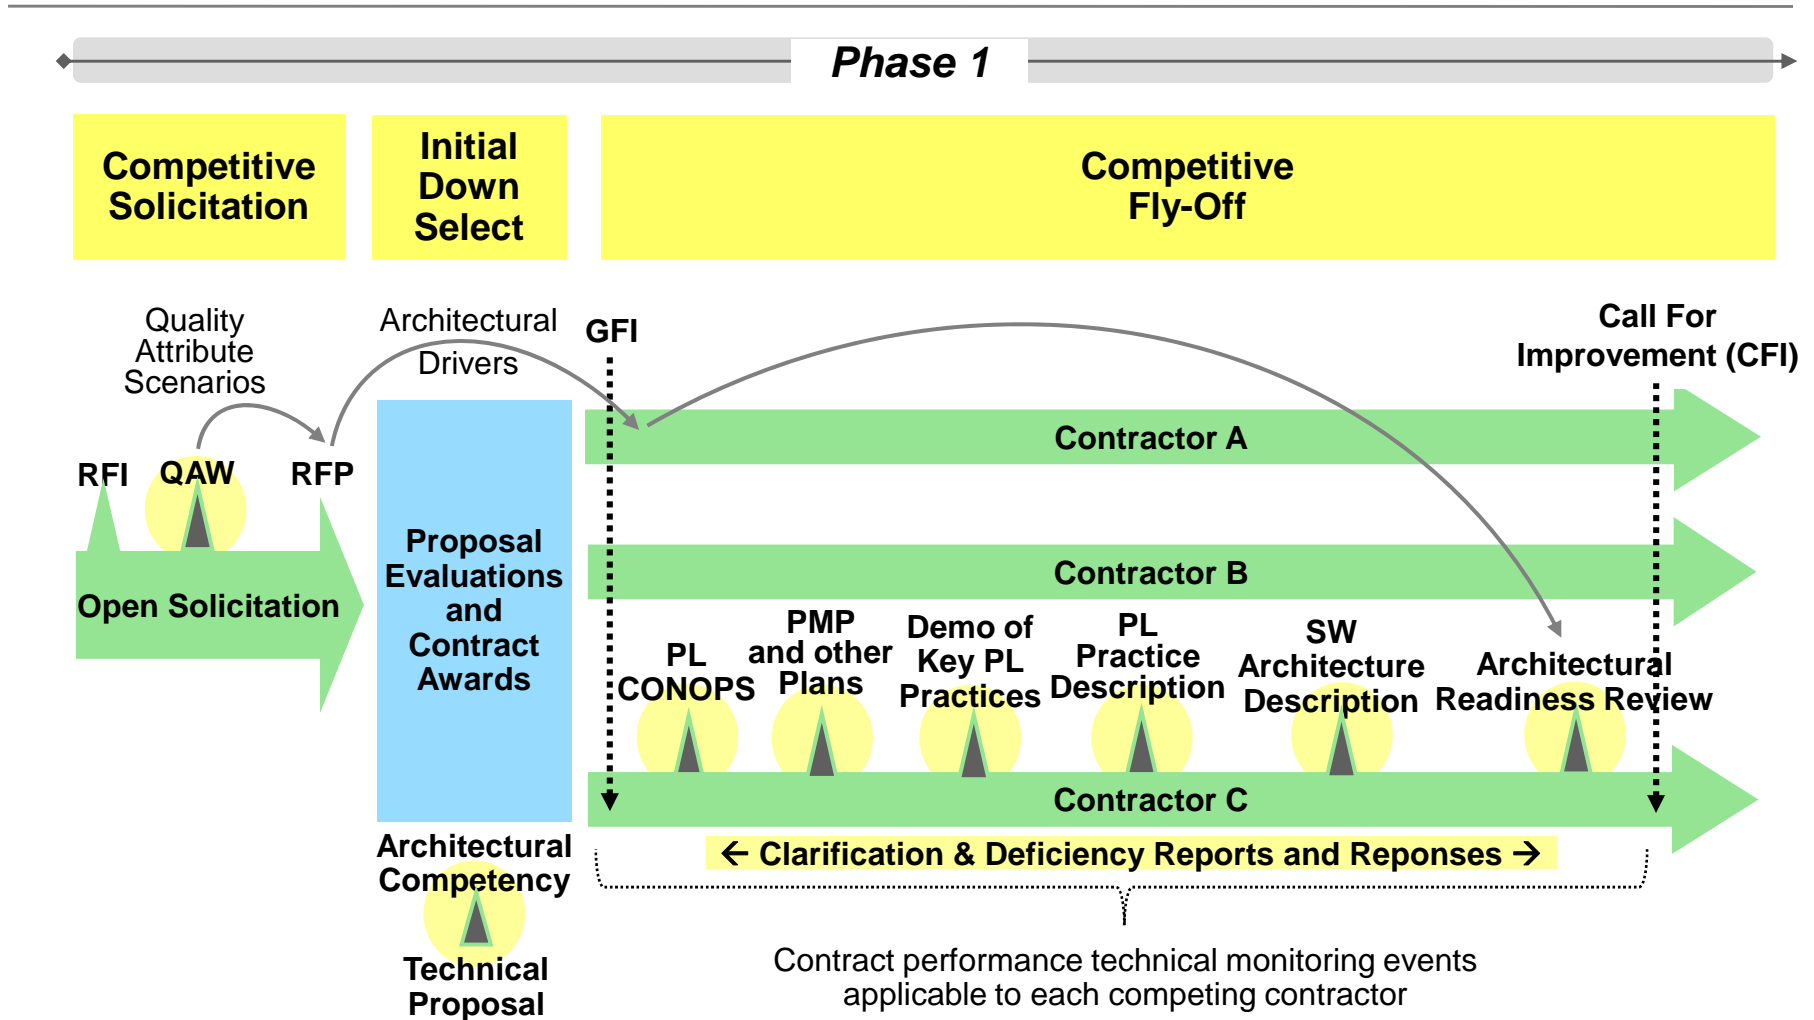 Phase 1
Competitive
Solicitation
Initial
Down
Select
Competitive
Fly-Off
Quality
Attribute
Scenarios
Architectural
Drivers
GFI
Call For
Improvement (CFI)
RFI
QAW
RFP
Open Solicitation
Proposal
Evaluations
and
Contract
Awards
Contractor A
Contractor B
PL
CONOPS
PMP
and other
Plans
Demo of
Key PL
Practices
PL
Practice
Description
SW
Architecture
Description
Architectural
Readiness Review
Contractor C
← Clarification & Deficiency Reports and Reponses →
Architectural
Competency
Technical
Proposal
Contract performance technical monitoring events
applicable to each competing contractor